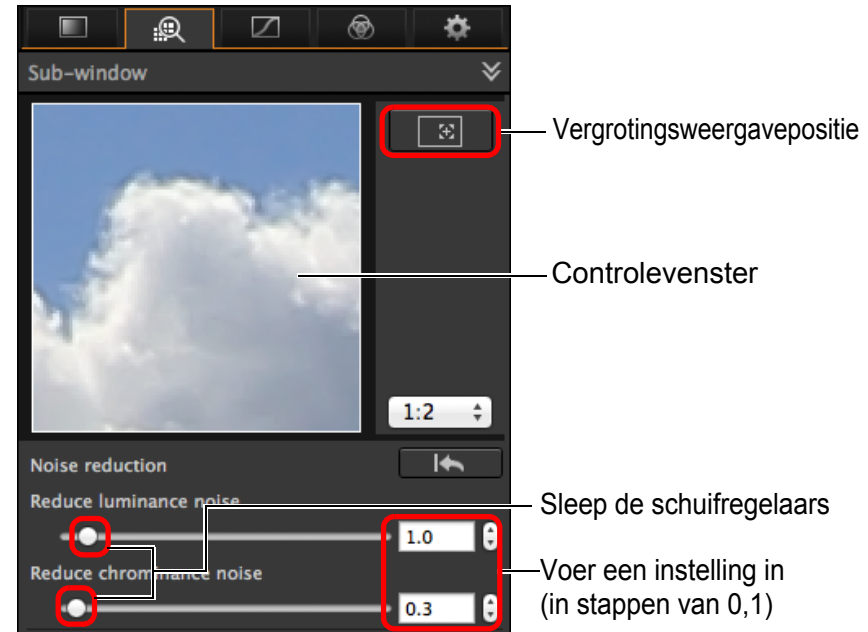 Sub-window
Vergrotingsweergavepositie
Controlevenster
1:2
Noise reduction
Reduce luminance noise
Sleep de schuifregelaars
1.0
Reduce chrominance noise
Voer een instelling in
(in stappen van 0,1)
0.3